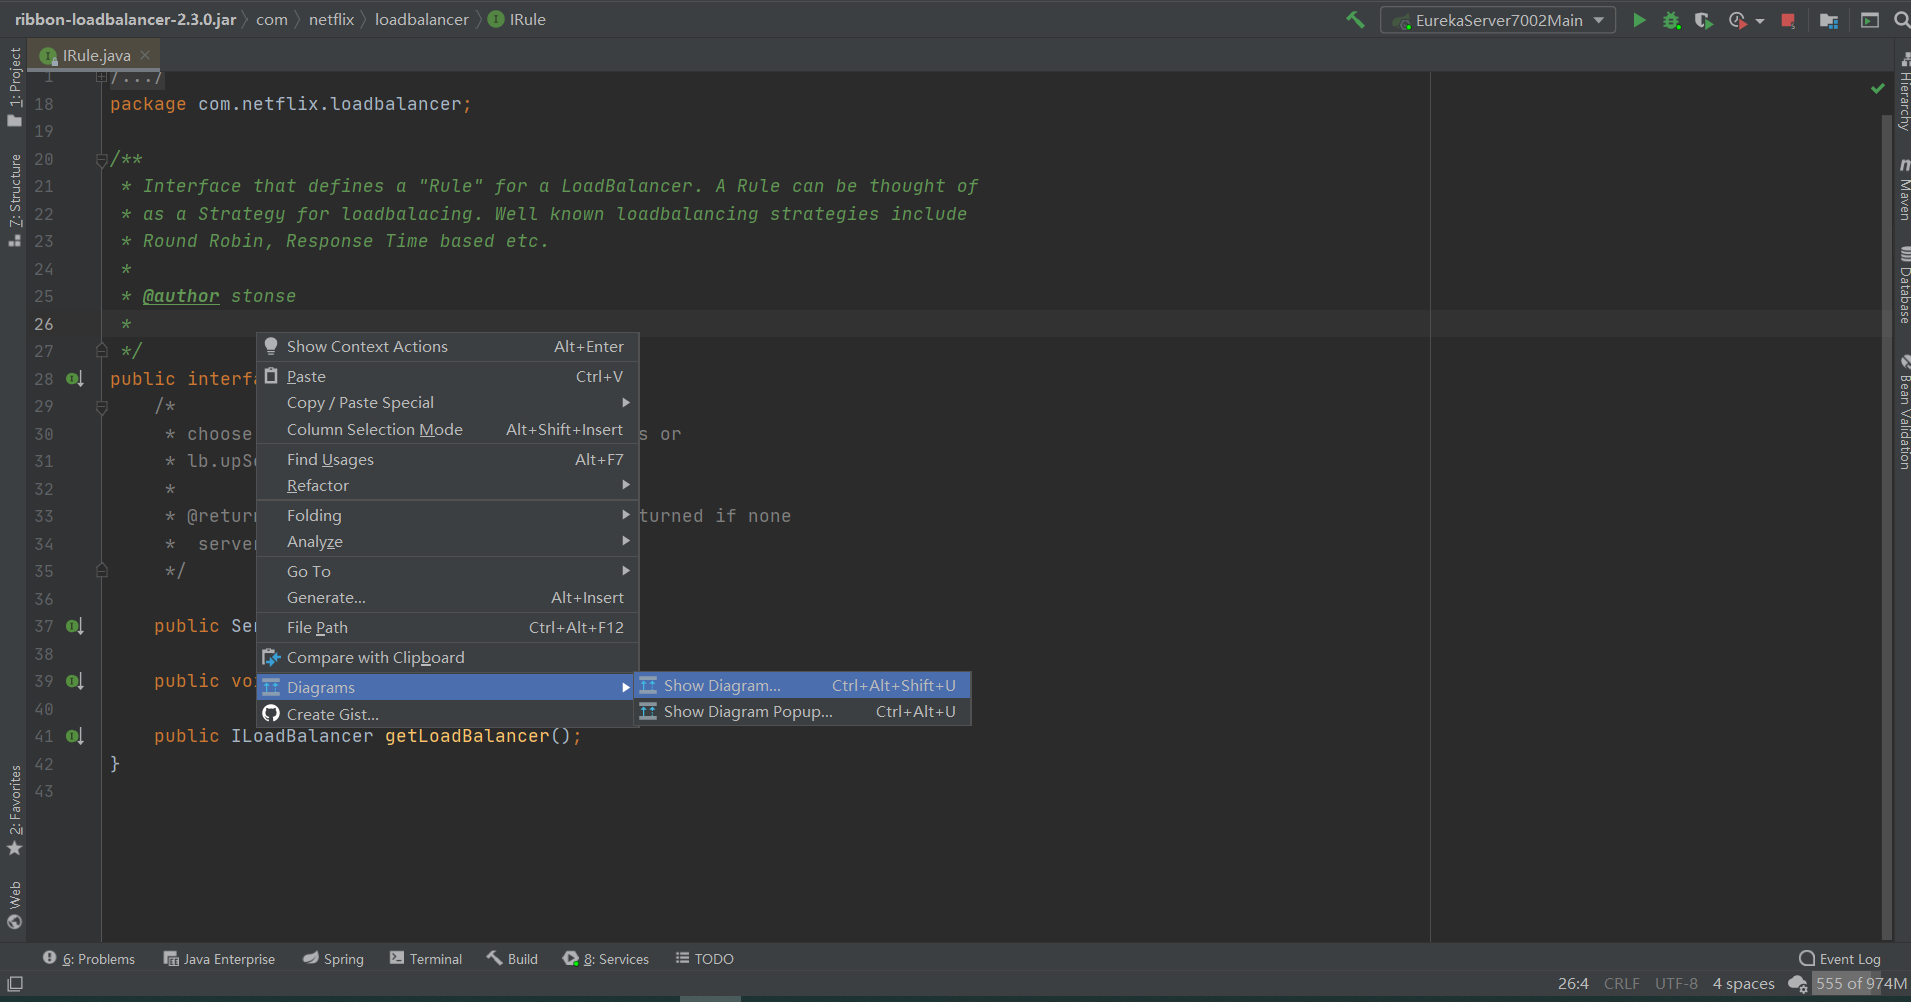 ribbon-loadbalancer-2.3.0.jar com netflix loadbalancer IRule
EurekaServer7002Main
IRule.java
1: Project
Z: Structure
2: Favorites
Web
1 /.../
18 package com.netflix.loadbalancer;
19
20 /**
21 * Interface that defines a "Rule" for a LoadBalancer. A Rule can be thought of
22 * as a Strategy for loadbalacing. Well known loadbalancing strategies include
23 * Round Robin, Response Time based etc.
24 *
25 * @author stonse
26 *
27 */
28 public interfa
29 /*
30 * choose s or
31 * lb.upSe
32 *
33 * @return turned if none
34 * server
35 */
36
37 public Ser
38
39 public voi
40
41 public ILoadBalancer getLoadBalancer();
42 }
43
Show Context Actions Alt+Enter
Paste Ctrl+V
Copy / Paste Special
Column Selection Mode Alt+Shift+Insert
Find Usages Alt+F7
Refactor
Folding
Analyze
Go To
Generate... Alt+Insert
File Path Ctrl+Alt+F12
Compare with Clipboard
Diagrams
Create Gist...
Show Diagram... Ctrl+Alt+Shift+U
Show Diagram Popup... Ctrl+Alt+U
Hierarchy
Maven
Database
Bean Validation
6: Problems Java Enterprise Spring Terminal Build 8: Services TODO Event Log
26:4 CRLF UTF-8 4 spaces 555 of 974M